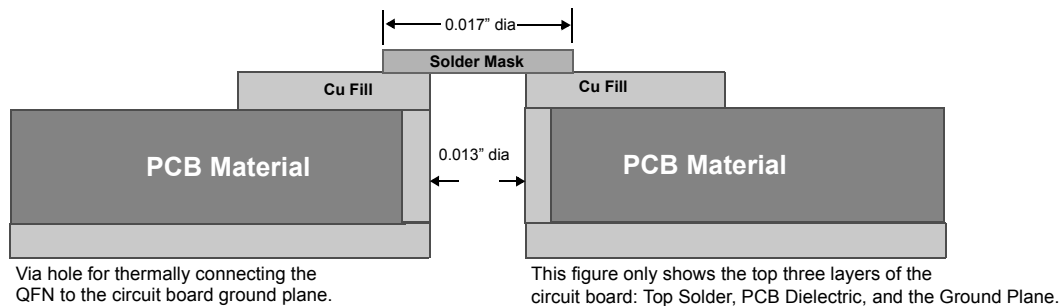 0.017” dia
Solder Mask
Cu Fill
Cu Fill
PCB Material
0.013” dia
PCB Material
Via hole for thermally connecting the
QFN to the circuit board ground plane.
This figure only shows the top three layers of the
circuit board: Top Solder, PCB Dielectric, and the Ground Plane.